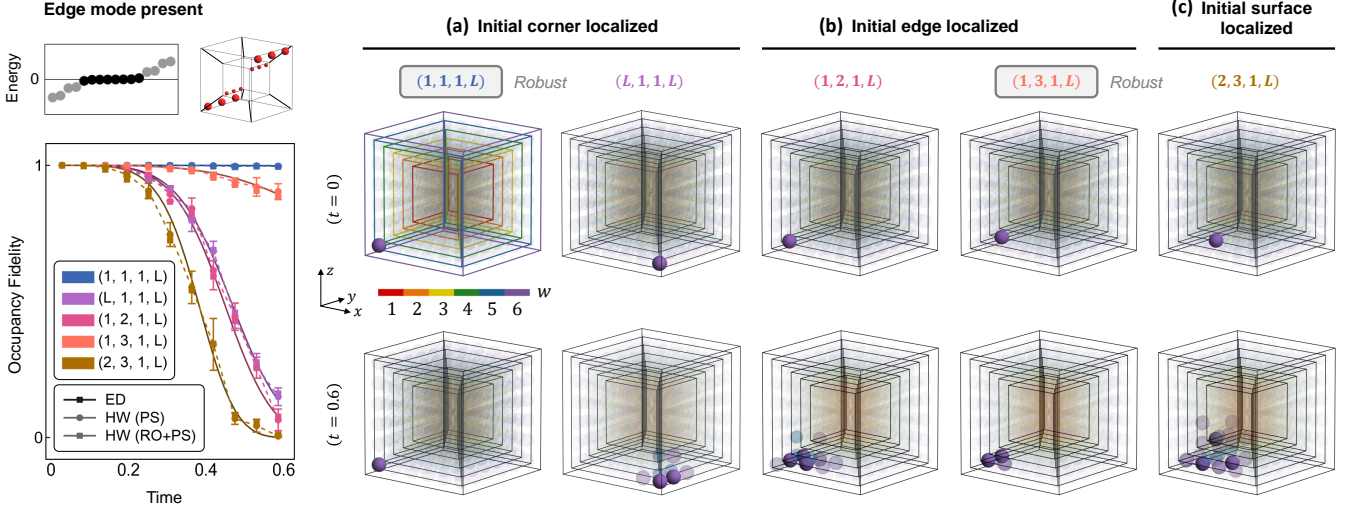 Edge mode present
Energy
0
Occupancy Fidelity
1
0
(1, 1, 1, L)
(L, 1, 1, L)
(1, 2, 1, L)
(1, 3, 1, L)
(2, 3, 1, L)
ED
HW (PS)
HW (RO+PS)
0 0.2 0.4 0.6
Time
(a) Initial corner localized
(1, 1, 1, L) Robust (L, 1, 1, L)
(b) Initial edge localized
(1, 2, 1, L) Robust (1, 3, 1, L)
(c) Initial surface
localized
(2, 3, 1, L)
(t = 0)
z
y
x
w
1 2 3 4 5 6
(t = 0.6)